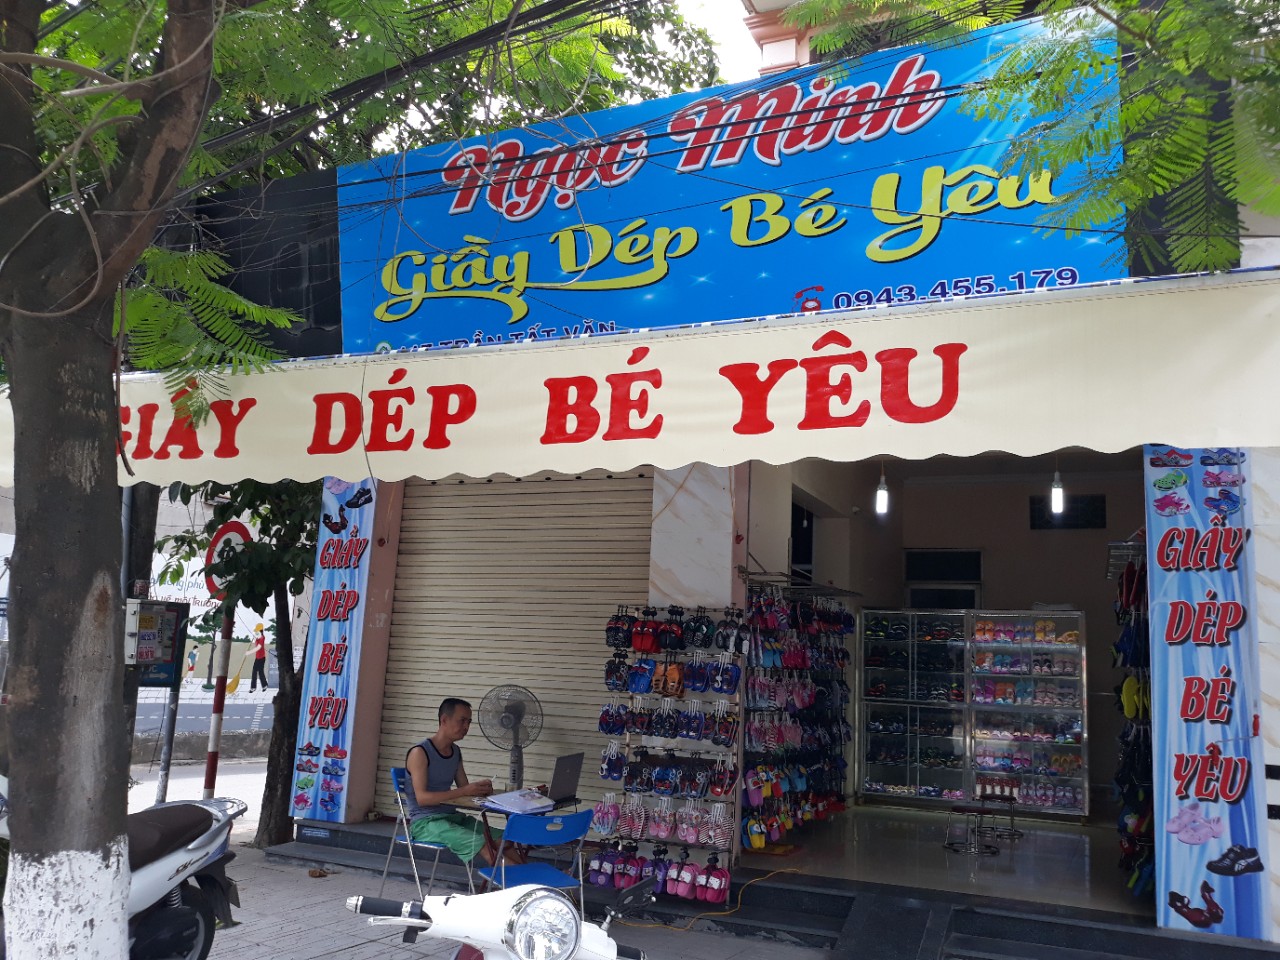 Ngọc Minh
Giầy Dép Bé Yêu
0943.455.179
TRẦN TẤT VĂN
GIẦY DÉP BÉ YÊU
GIẦY
DÉP
BÉ
YÊU
GIẦY
DÉP
BÉ
YÊU